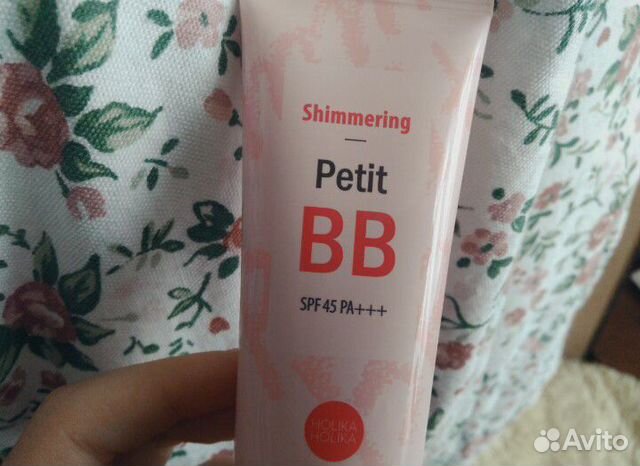 Shimmering
Petit
BB
SPF 45 PA+++
HOLIKA
HOLIKA
Avito